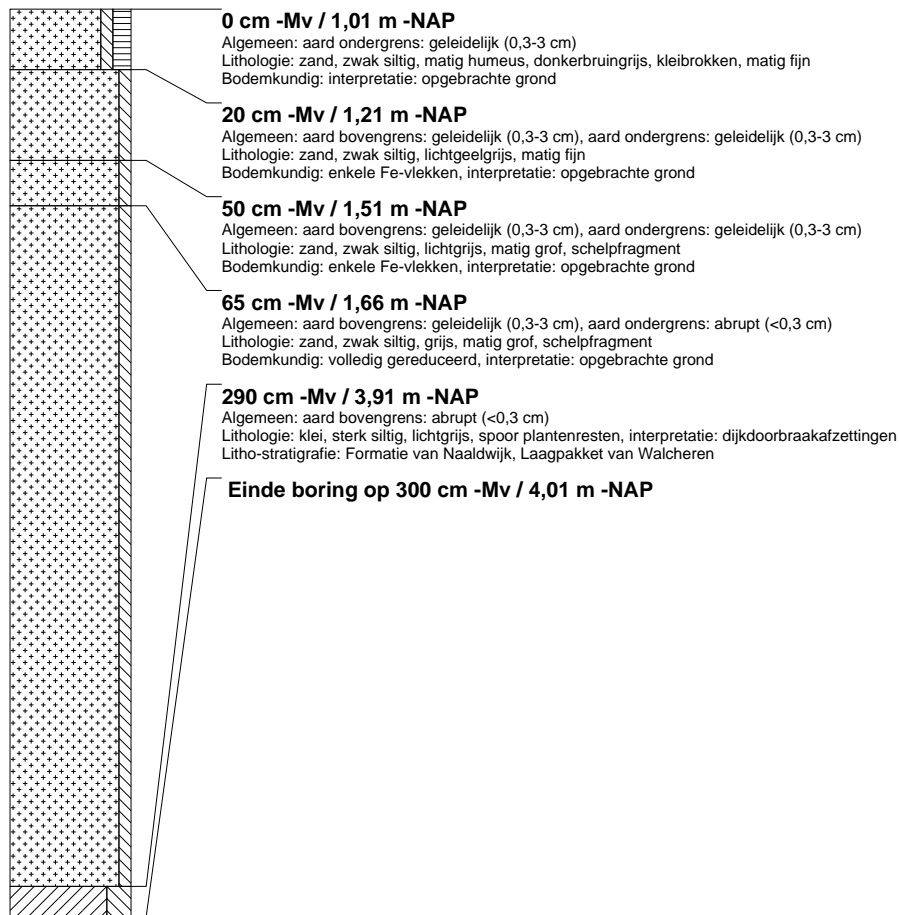 0 cm -Mv / 1,01 m -NAP
Algemeen: aard ondergrens: geleidelijk (0,3-3 cm)
Lithologie: zand, zwak siltig, matig humeus, donkerbruingrijs, kleibrokken, matig fijn
Bodemkundig: interpretatie: opgebrachte grond
20 cm -Mv / 1,21 m -NAP
Algemeen: aard bovengrens: geleidelijk (0,3-3 cm), aard ondergrens: geleidelijk (0,3-3 cm)
Lithologie: zand, zwak siltig, lichtgeelgrijs, matig fijn
Bodemkundig: enkele Fe-vlekken, interpretatie: opgebrachte grond
50 cm -Mv / 1,51 m -NAP
Algemeen: aard bovengrens: geleidelijk (0,3-3 cm), aard ondergrens: geleidelijk (0,3-3 cm)
Lithologie: zand, zwak siltig, lichtgrijs, matig grof, schelpfragment
Bodemkundig: enkele Fe-vlekken, interpretatie: opgebrachte grond
65 cm -Mv / 1,66 m -NAP
Algemeen: aard bovengrens: geleidelijk (0,3-3 cm), aard ondergrens: abrupt (<0,3 cm)
Lithologie: zand, zwak siltig, grijs, matig grof, schelpfragment
Bodemkundig: volledig gereduceerd, interpretatie: opgebrachte grond
290 cm -Mv / 3,91 m -NAP
Algemeen: aard bovengrens: abrupt (<0,3 cm)
Lithologie: klei, sterk siltig, lichtgrijs, spoor plantenresten, interpretatie: dijkdoorbraakafzettingen
Litho-stratigrafie: Formatie van Naaldwijk, Laagpakket van Walcheren
Einde boring op 300 cm -Mv / 4,01 m -NAP